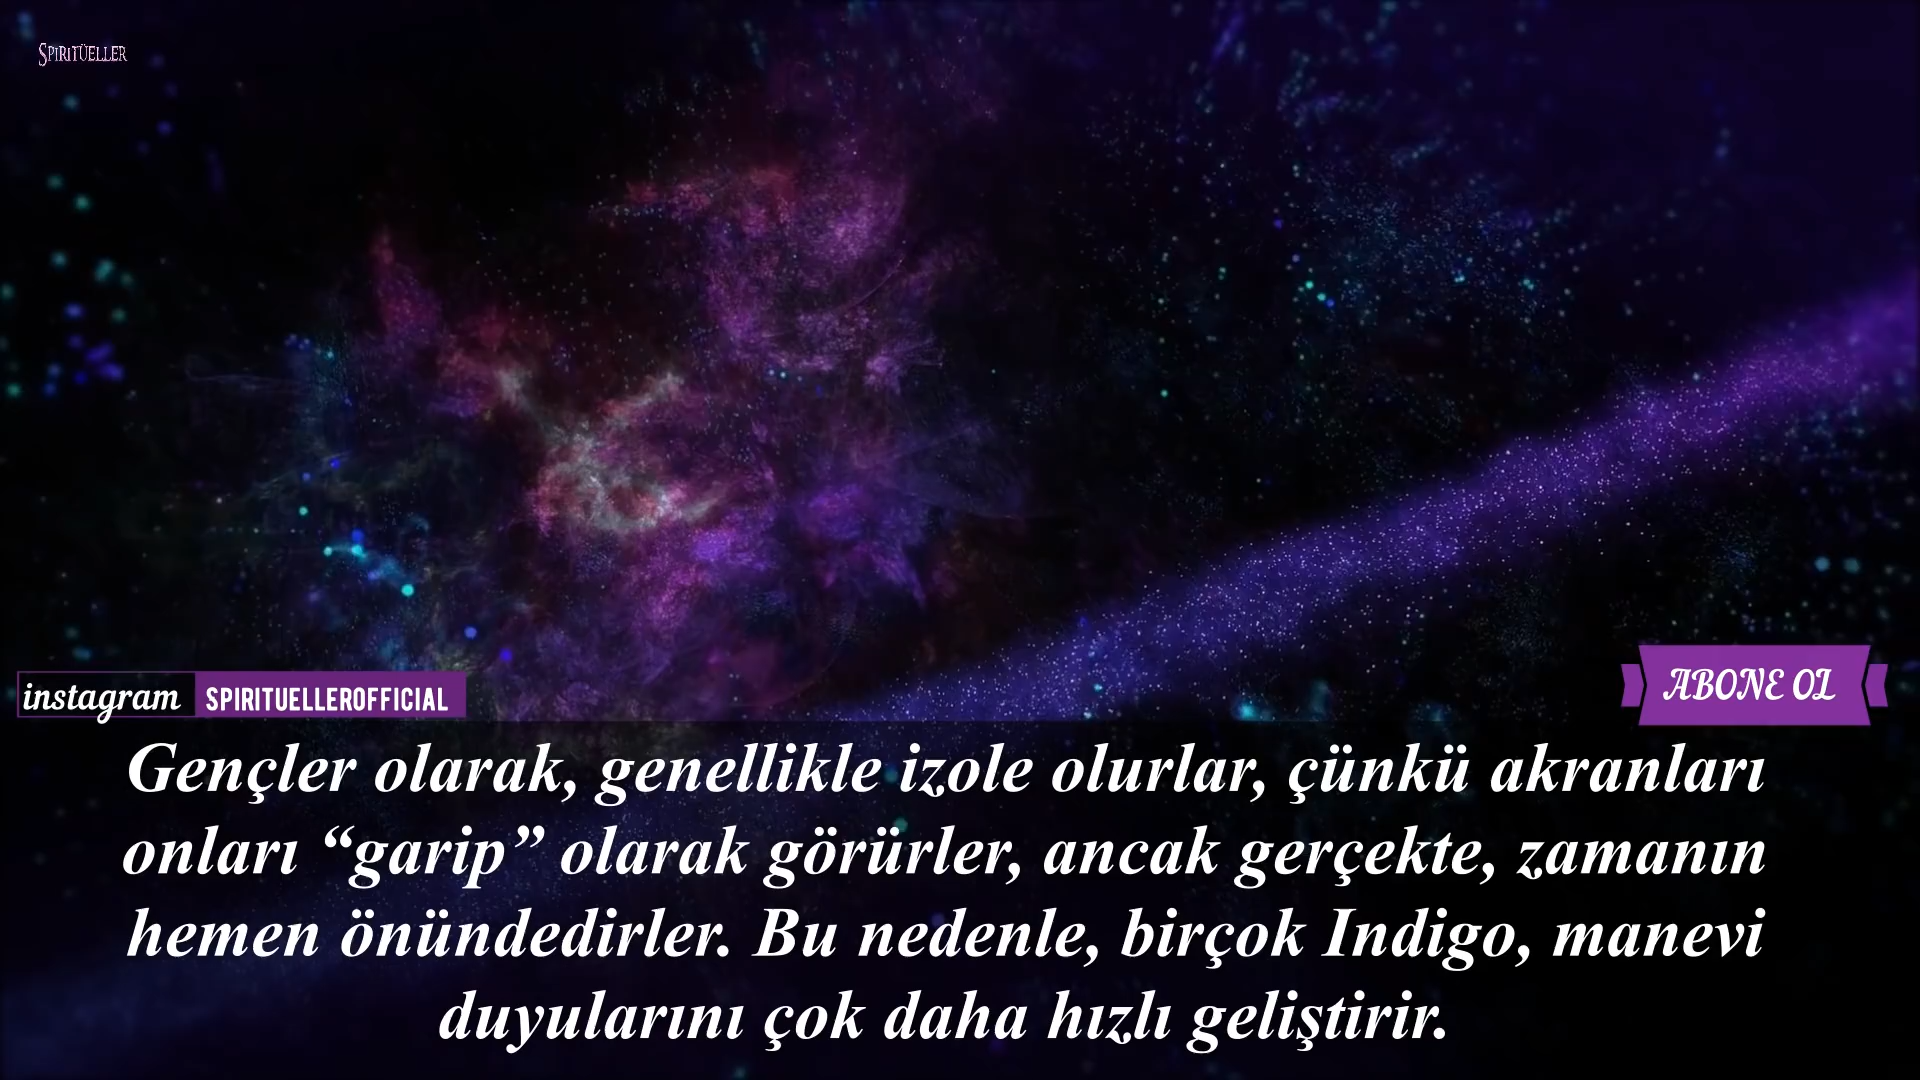 SPIRITÜELLER
instagram SPIRITUELLEROFFICIAL
ABONE OL
Gençler olarak, genellikle izole olurlar, çünkü akranları
onları “garip” olarak görürler, ancak gerçekte, zamanın
hemen önündedirler. Bu nedenle, birçok Indigo, manevi
duyularını çok daha hızlı geliştirir.